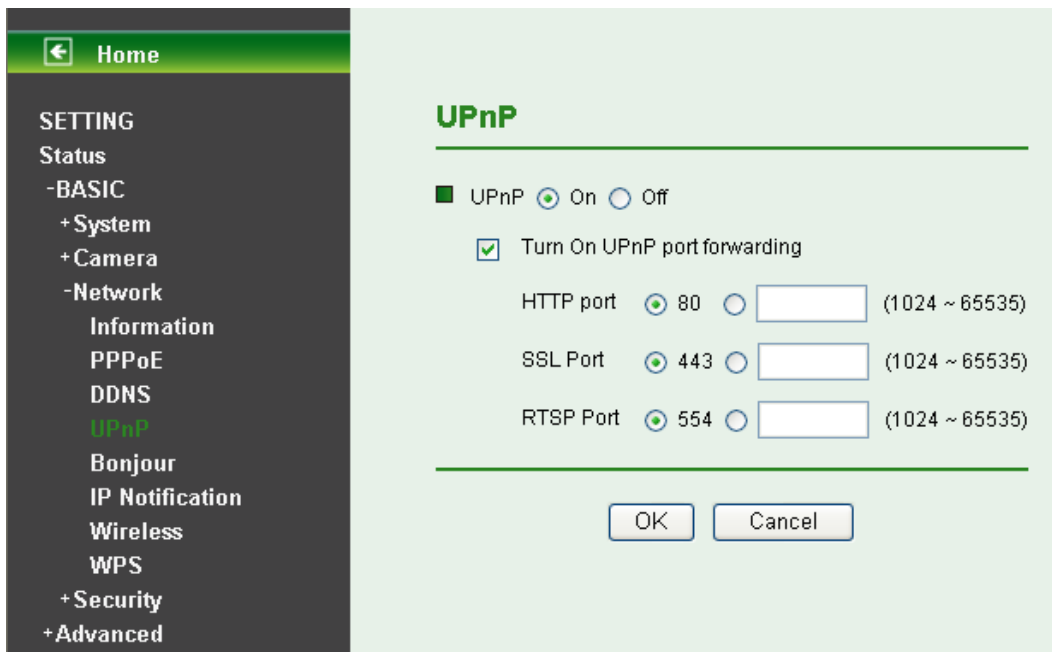 Home
SETTING
Status
-BASIC
+System
+Camera
-Network
Information
PPPoE
DDNS
UPnP
Bonjour
IP Notification
Wireless
WPS
+Security
+Advanced
UPnP
UPnP On Off
Turn On UPnP port forwarding
HTTP port 80 (1024 ~ 65535)
SSL Port 443 (1024 ~ 65535)
RTSP Port 554 (1024 ~ 65535)
OK Cancel